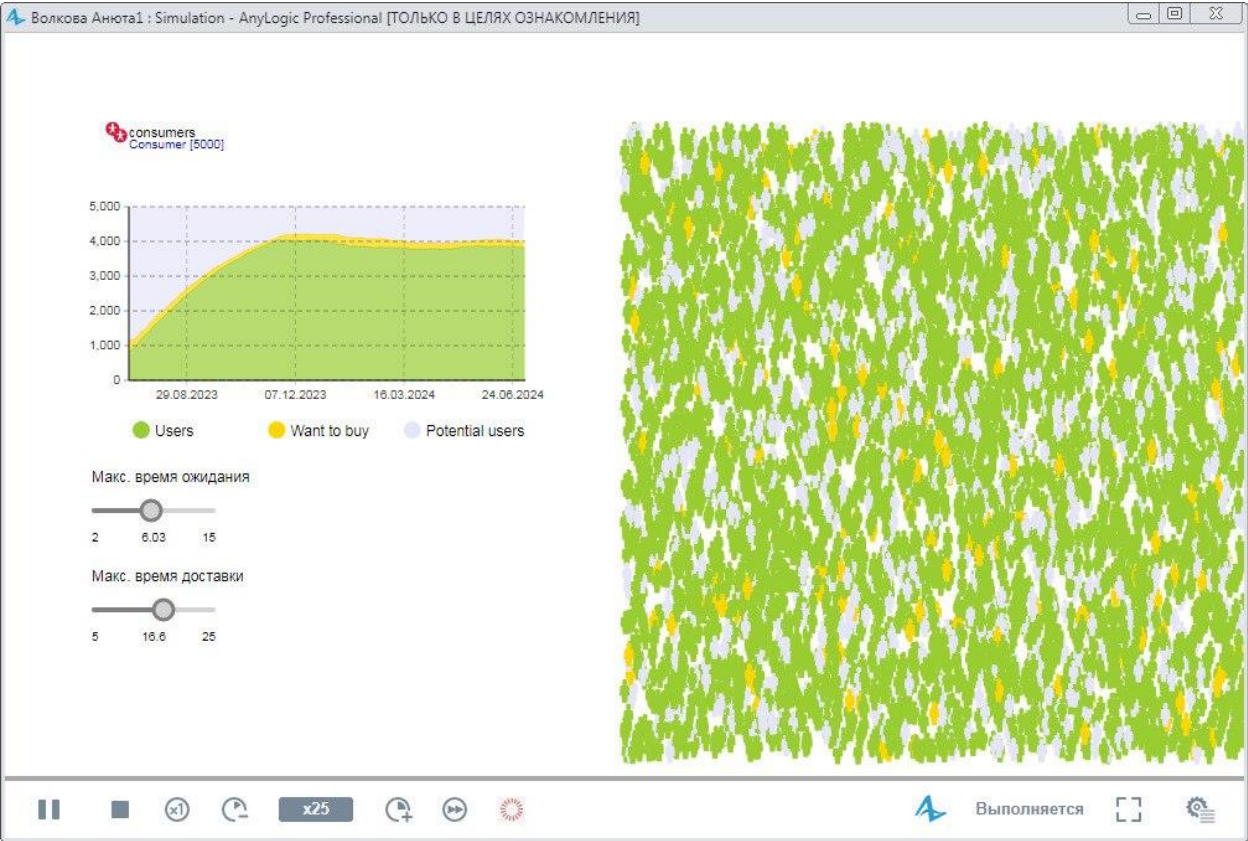 Волкова Анюта1 : Simulation - AnyLogic Professional [ТОЛЬКО В ЦЕЛЯХ ОЗНАКОМЛЕНИЯ]
consumers
Consumer [5000]
5,000
4,000
3,000
2,000
1,000
0
29.08.2023 07.12.2023 16.03.2024 24.06.2024
Users Want to buy Potential users
Макс. время ожидания
2 6.03 15
Макс. время доставки
5 16.6 25
x1 x25 Выполняется